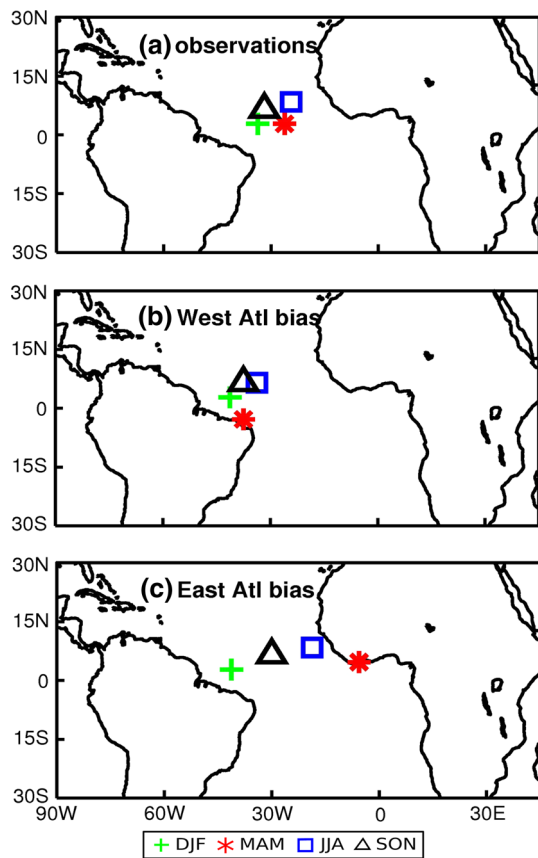 30N
(a) observations
15N
0
15S
30S
30N
(b) West Atl bias
15N
0
15S
30S
30N
(c) East Atl bias
15N
0
15S
30S
90W 60W 30W 0 30E
DJF MAM JJA SON